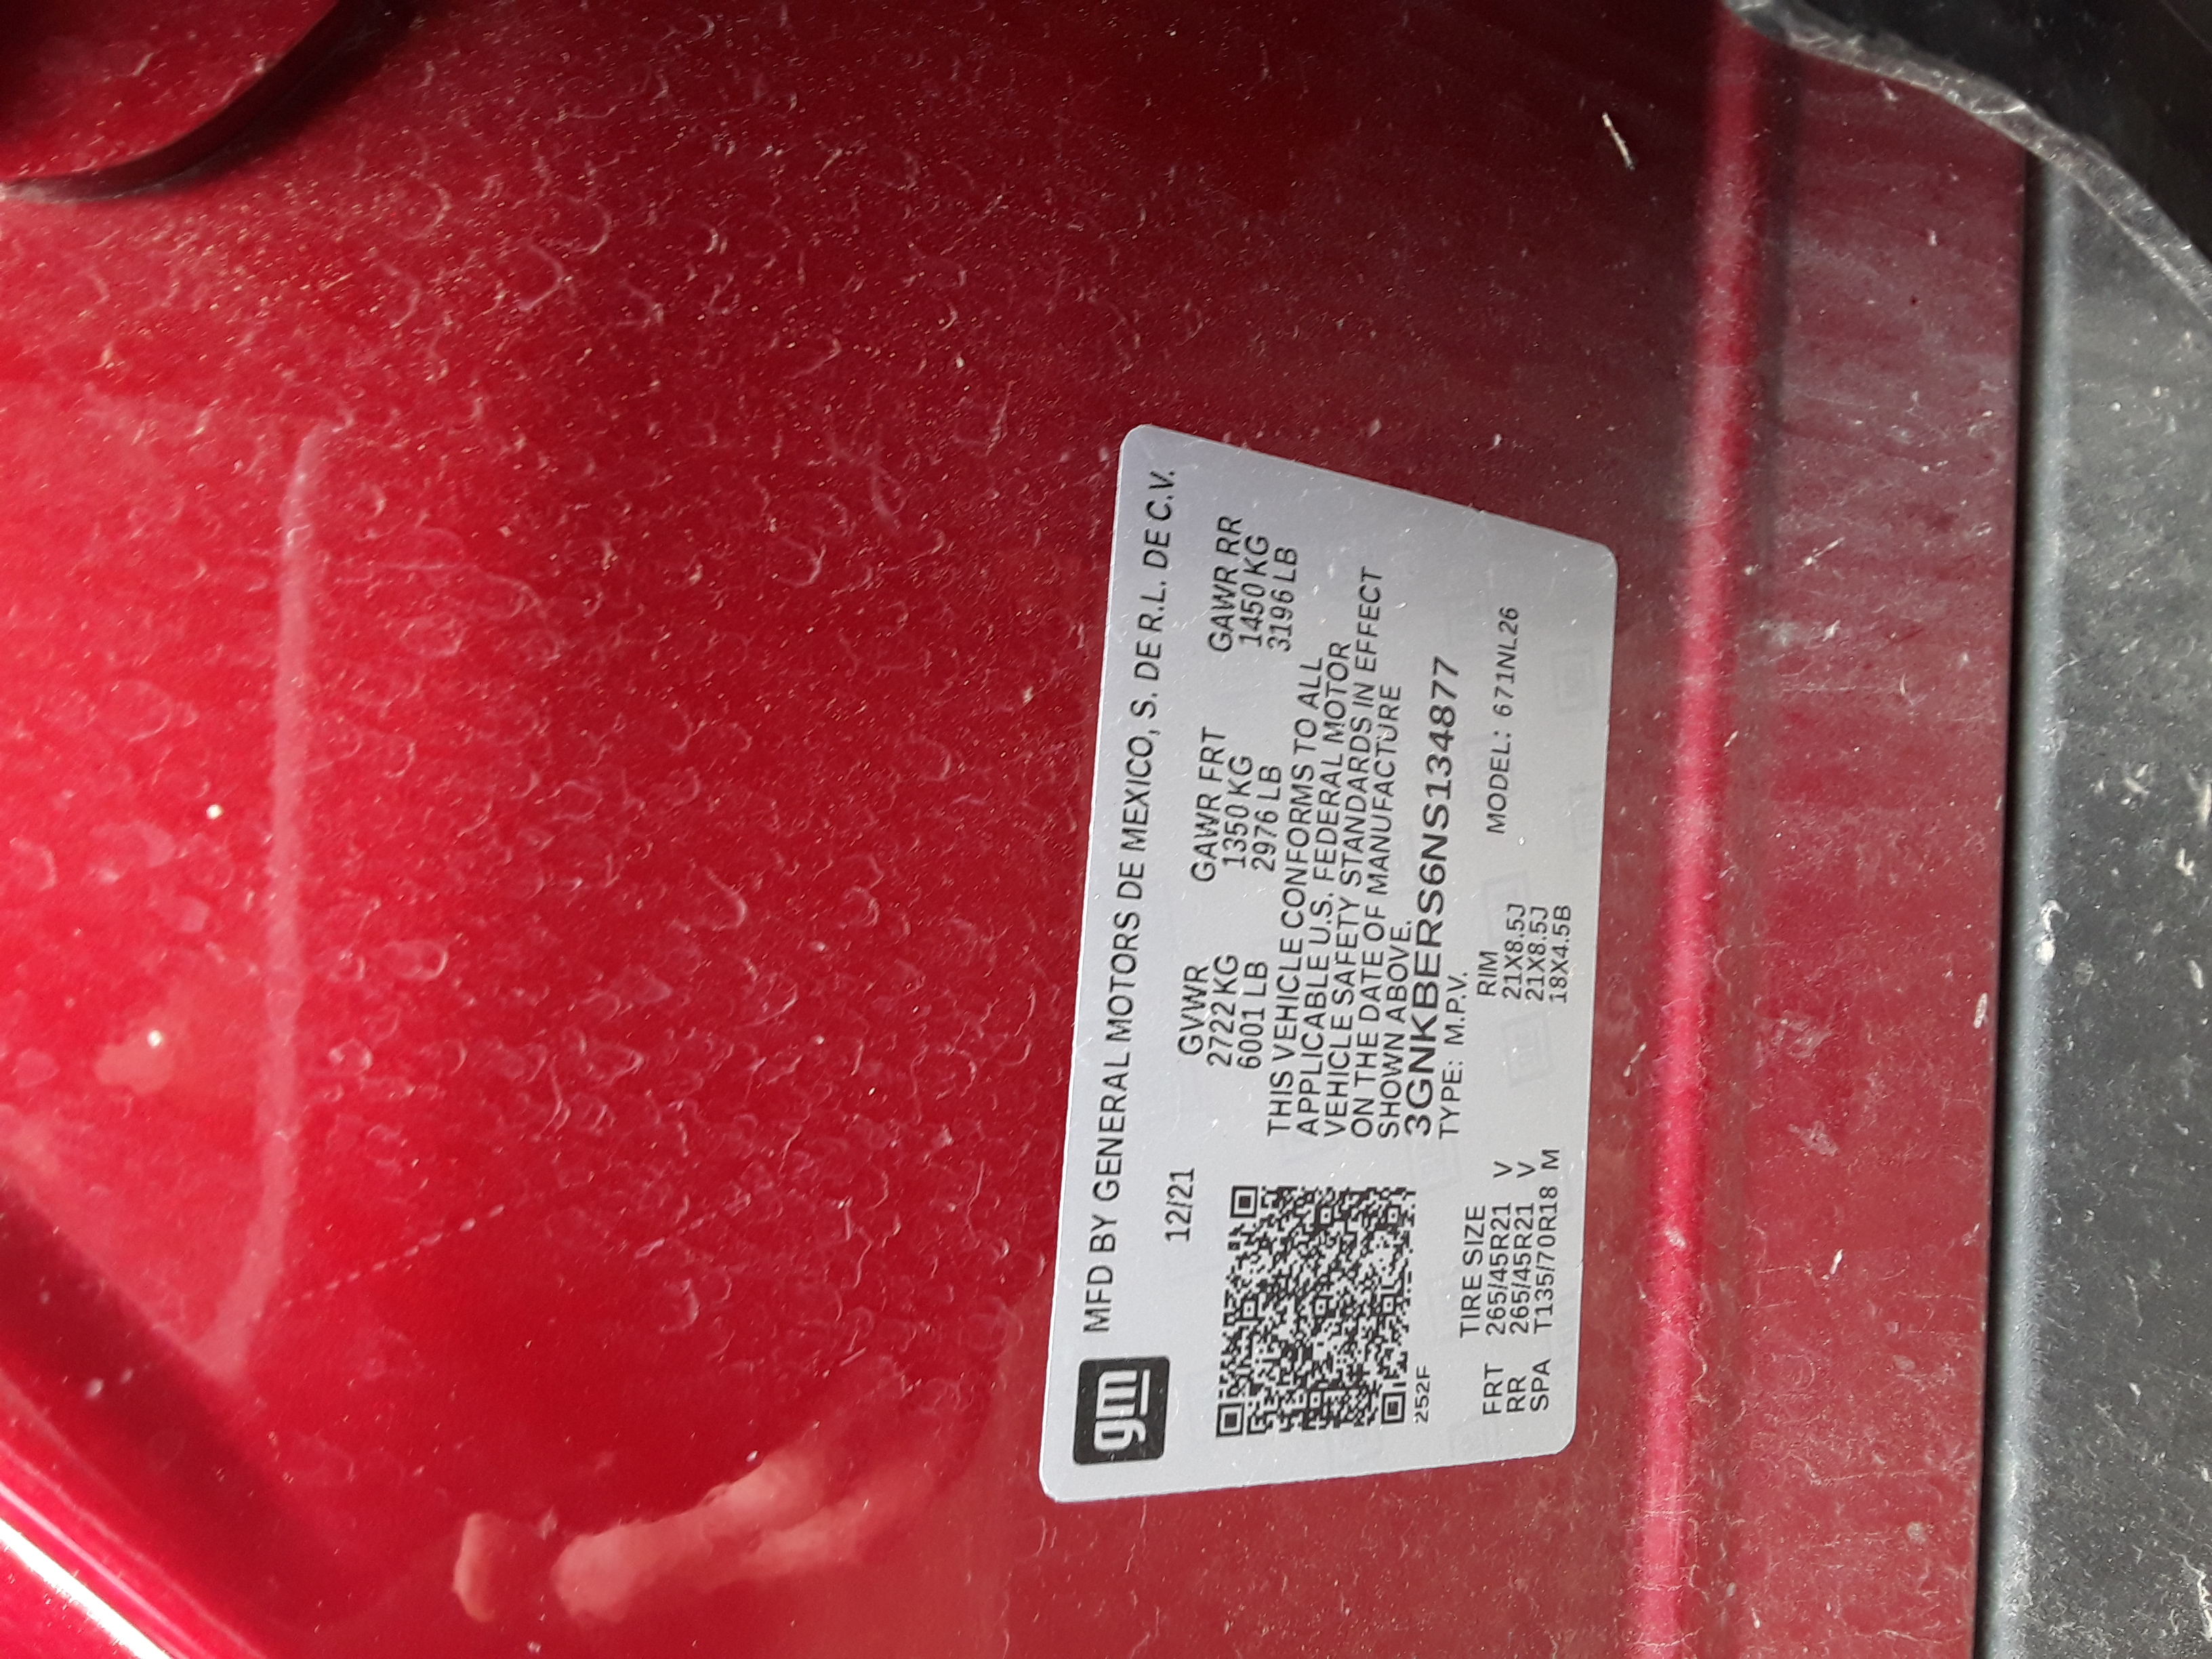 gm MFD BY GENERAL MOTORS DE MEXICO, S. DE R.L. DE C.V.
12/21
GVWR GAWR FRT GAWR RR
2722 KG 1350 KG 1450 KG
6001 LB 2976 LB 3196 LB
THIS VEHICLE CONFORMS TO ALL
APPLICABLE U.S. FEDERAL MOTOR
VEHICLE SAFETY STANDARDS IN EFFECT
ON THE DATE OF MANUFACTURE
SHOWN ABOVE.
3GNKBERS6NS134877
252F TYPE: M.P.V.
TIRE SIZE RIM MODEL: 671NL26
FRT 265/45R21 V 21X8.5J
RR 265/45R21 V 21X8.5J
SPA T135/70R18 M 18X4.5B